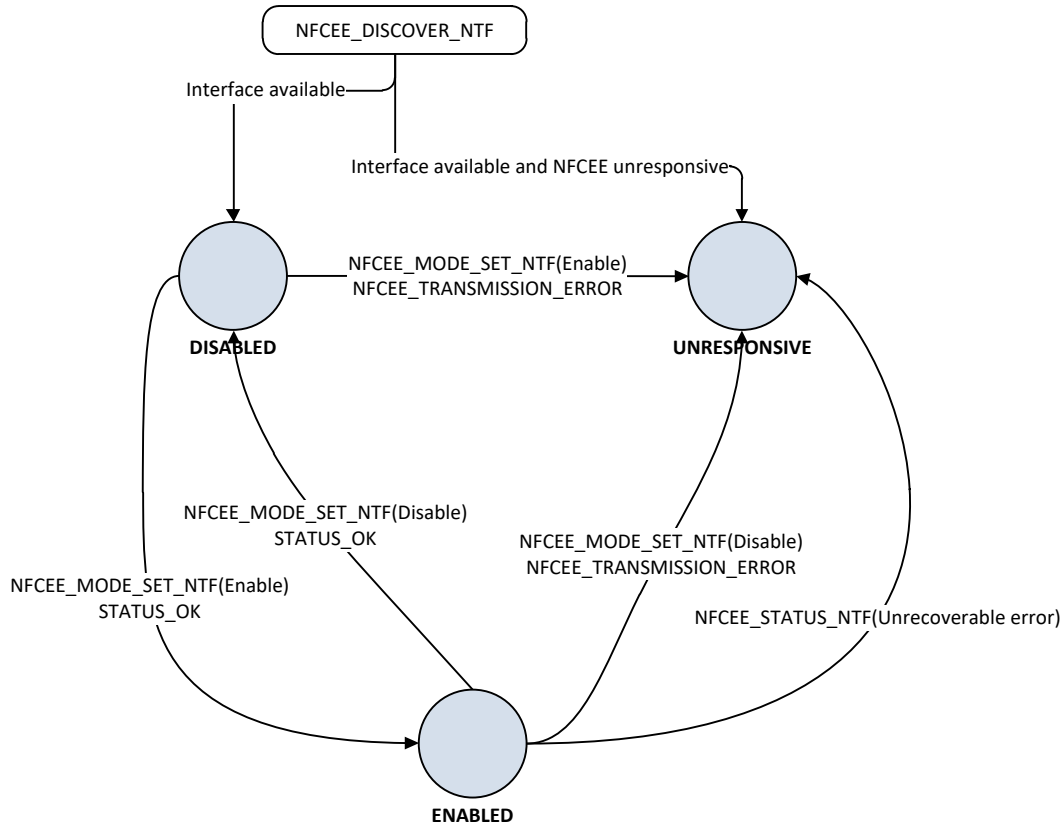 NFCEE_DISCOVER_NTF
Interface available
Interface available and NFCEE unresponsive
NFCEE_MODE_SET_NTF(Enable)
NFCEE_TRANSMISSION_ERROR
DISABLED
UNRESPONSIVE
NFCEE_MODE_SET_NTF(Disable)
STATUS_OK
NFCEE_MODE_SET_NTF(Disable)
NFCEE_TRANSMISSION_ERROR
NFCEE_MODE_SET_NTF(Enable)
STATUS_OK
NFCEE_STATUS_NTF(Unrecoverable error)
ENABLED